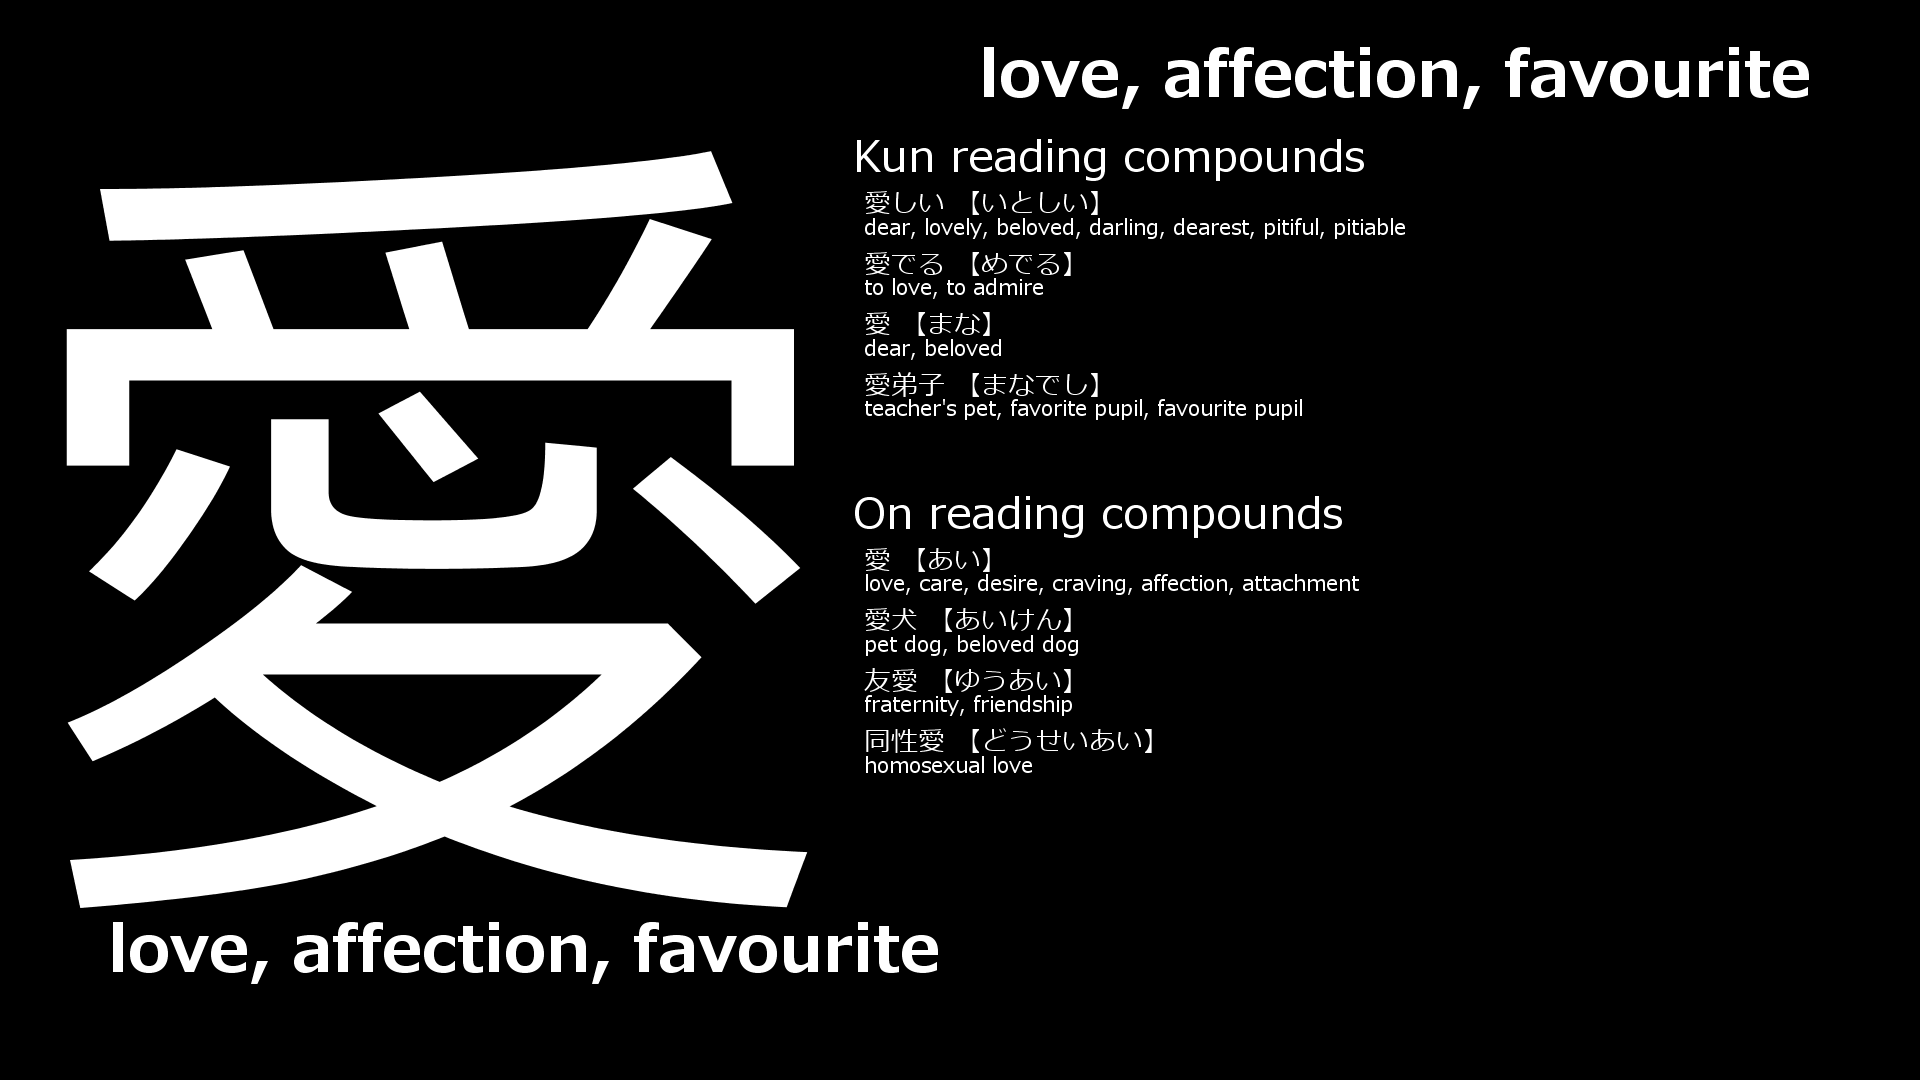 love, affection, favourite
愛
love, affection, favourite
Kun reading compounds
愛しい 【いとしい】
dear, lovely, beloved, darling, dearest, pitiful, pitiable
愛でる 【めでる】
to love, to admire
愛 【まな】
dear, beloved
愛弟子 【まなでし】
teacher's pet, favorite pupil, favourite pupil
On reading compounds
愛 【あい】
love, care, desire, craving, affection, attachment
愛犬 【あいけん】
pet dog, beloved dog
友愛 【ゆうあい】
fraternity, friendship
同性愛 【どうせいあい】
homosexual love